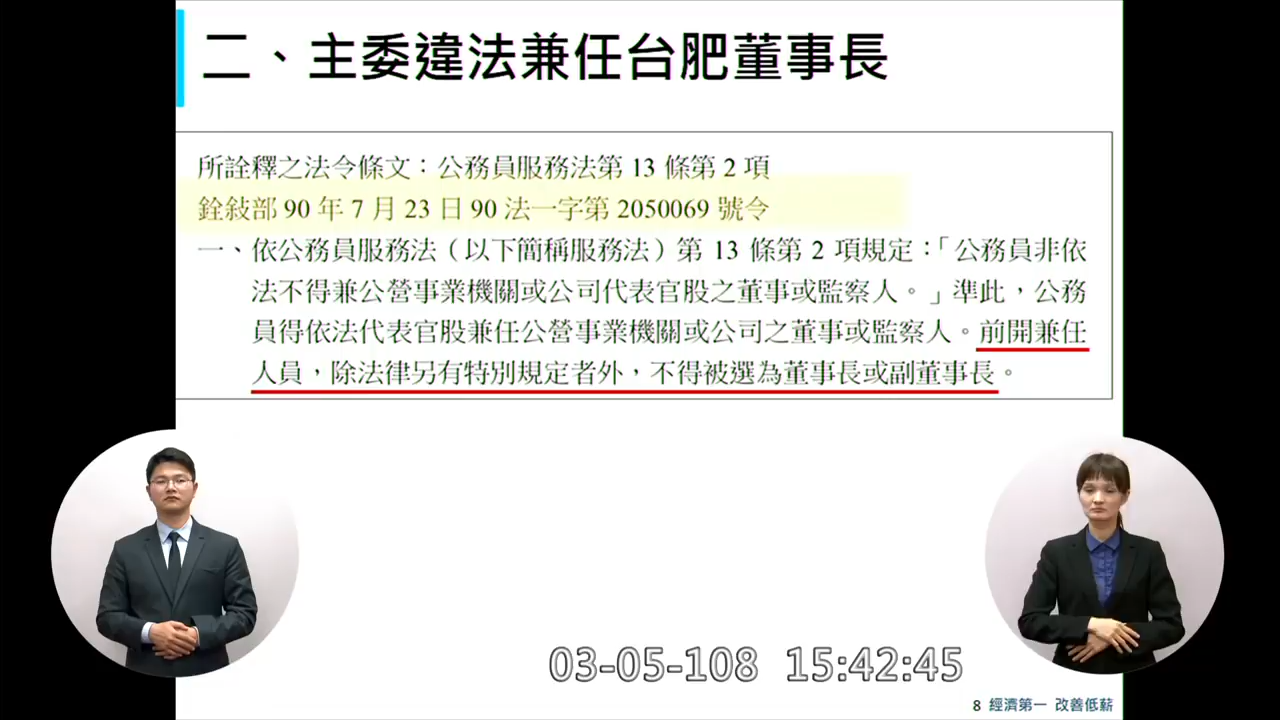 二、主委違法兼任台肥董事長
所詮釋之法令條文：公務員服務法第 13 條第 2 項
銓敍部 90 年 7 月 23 日 90 法一字第 2050069 號令
一、依公務員服務法（以下簡稱服務法）第 13 條第 2 項規定：「公務員非依
法不得兼公營事業機關或公司代表官股之董事或監察人。」準此，公務
員得依法代表官股兼任公營事業機關或公司之董事或監察人。前開兼任
人員，除法律另有特別規定者外，不得被選為董事長或副董事長。
03-05-108 15:42:45
8 經濟第一 改善低薪